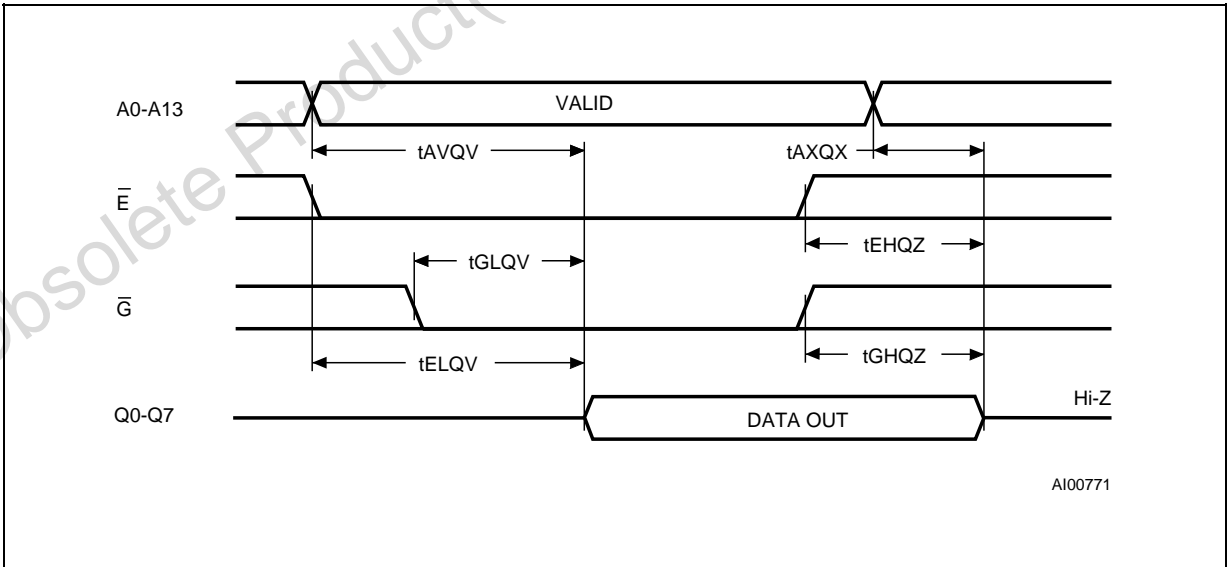 Obsolete Product(
A0-A13
VALID
tAVQV
tAXQX
E̅
tEHQZ
tGLQV
G̅
tELQV
tGHQZ
Hi-Z
Q0-Q7
DATA OUT
AI00771